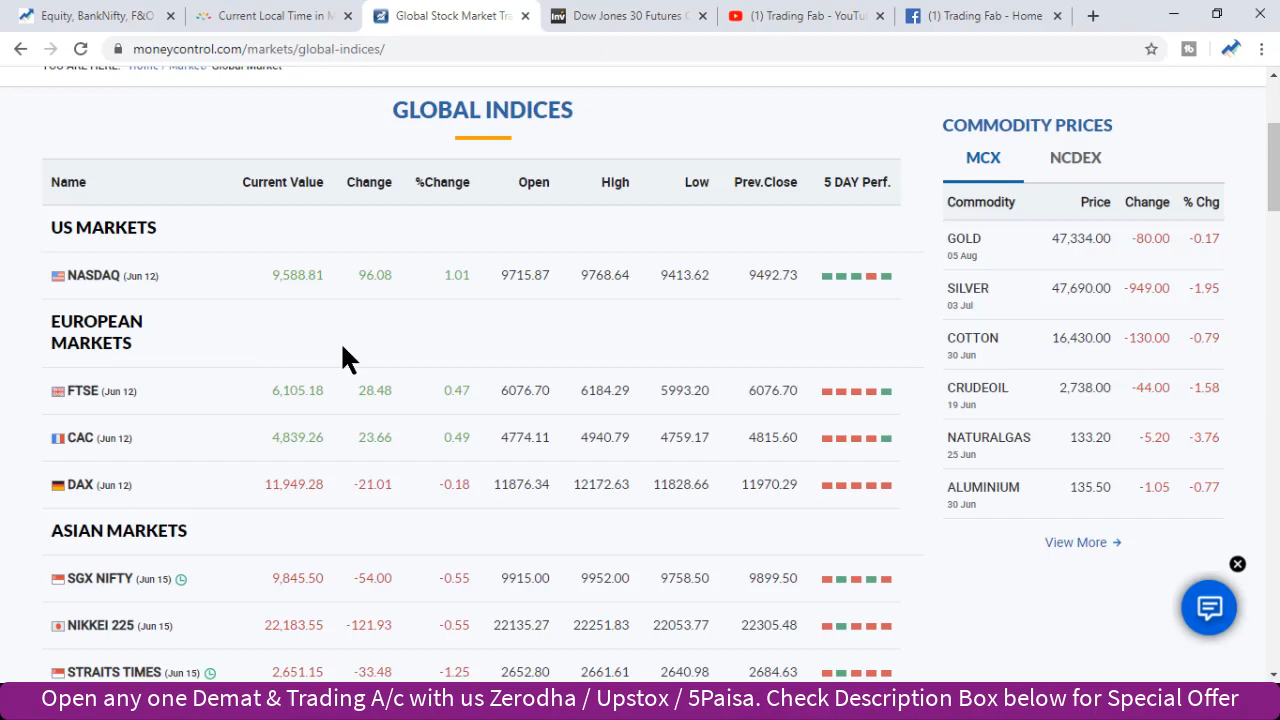 Equity, BankNifty, F&O
Current Local Time in M
Global Stock Market Tra
Dow Jones 30 Futures C
(1) Trading Fab - YouTu
(1) Trading Fab - Home
moneycontrol.com/markets/global-indices/
YOU ARE HERE: Home / Market/ Global Market
GLOBAL INDICES
Name Current Value Change %Change Open High Low Prev.Close 5 DAY Perf.
US MARKETS
NASDAQ (Jun 12) 9,588.81 96.08 1.01 9715.87 9768.64 9413.62 9492.73
EUROPEAN
MARKETS
FTSE (Jun 12) 6,105.18 28.48 0.47 6076.70 6184.29 5993.20 6076.70
CAC (Jun 12) 4,839.26 23.66 0.49 4774.11 4940.79 4759.17 4815.60
DAX (Jun 12) 11,949.28 -21.01 -0.18 11876.34 12172.63 11828.66 11970.29
ASIAN MARKETS
SGX NIFTY (Jun 15) 9,845.50 -54.00 -0.55 9915.00 9952.00 9758.50 9899.50
NIKKEI 225 (Jun 15) 22,183.55 -121.93 -0.55 22135.27 22251.83 22053.77 22305.48
STRAITS TIMES (Jun 15) 2,651.15 -33.48 -1.25 2652.80 2661.61 2640.98 2684.63
COMMODITY PRICES
MCX NCDEX
Commodity Price Change % Chg
GOLD 47,334.00 -80.00 -0.17
05 Aug
SILVER 47,690.00 -949.00 -1.95
03 Jul
COTTON 16,430.00 -130.00 -0.79
30 Jun
CRUDEOIL 2,738.00 -44.00 -1.58
19 Jun
NATURALGAS 133.20 -5.20 -3.76
25 Jun
ALUMINIUM 135.50 -1.05 -0.77
30 Jun
View More
Open any one Demat & Trading A/c with us Zerodha / Upstox / 5Paisa. Check Description Box below for Special Offer